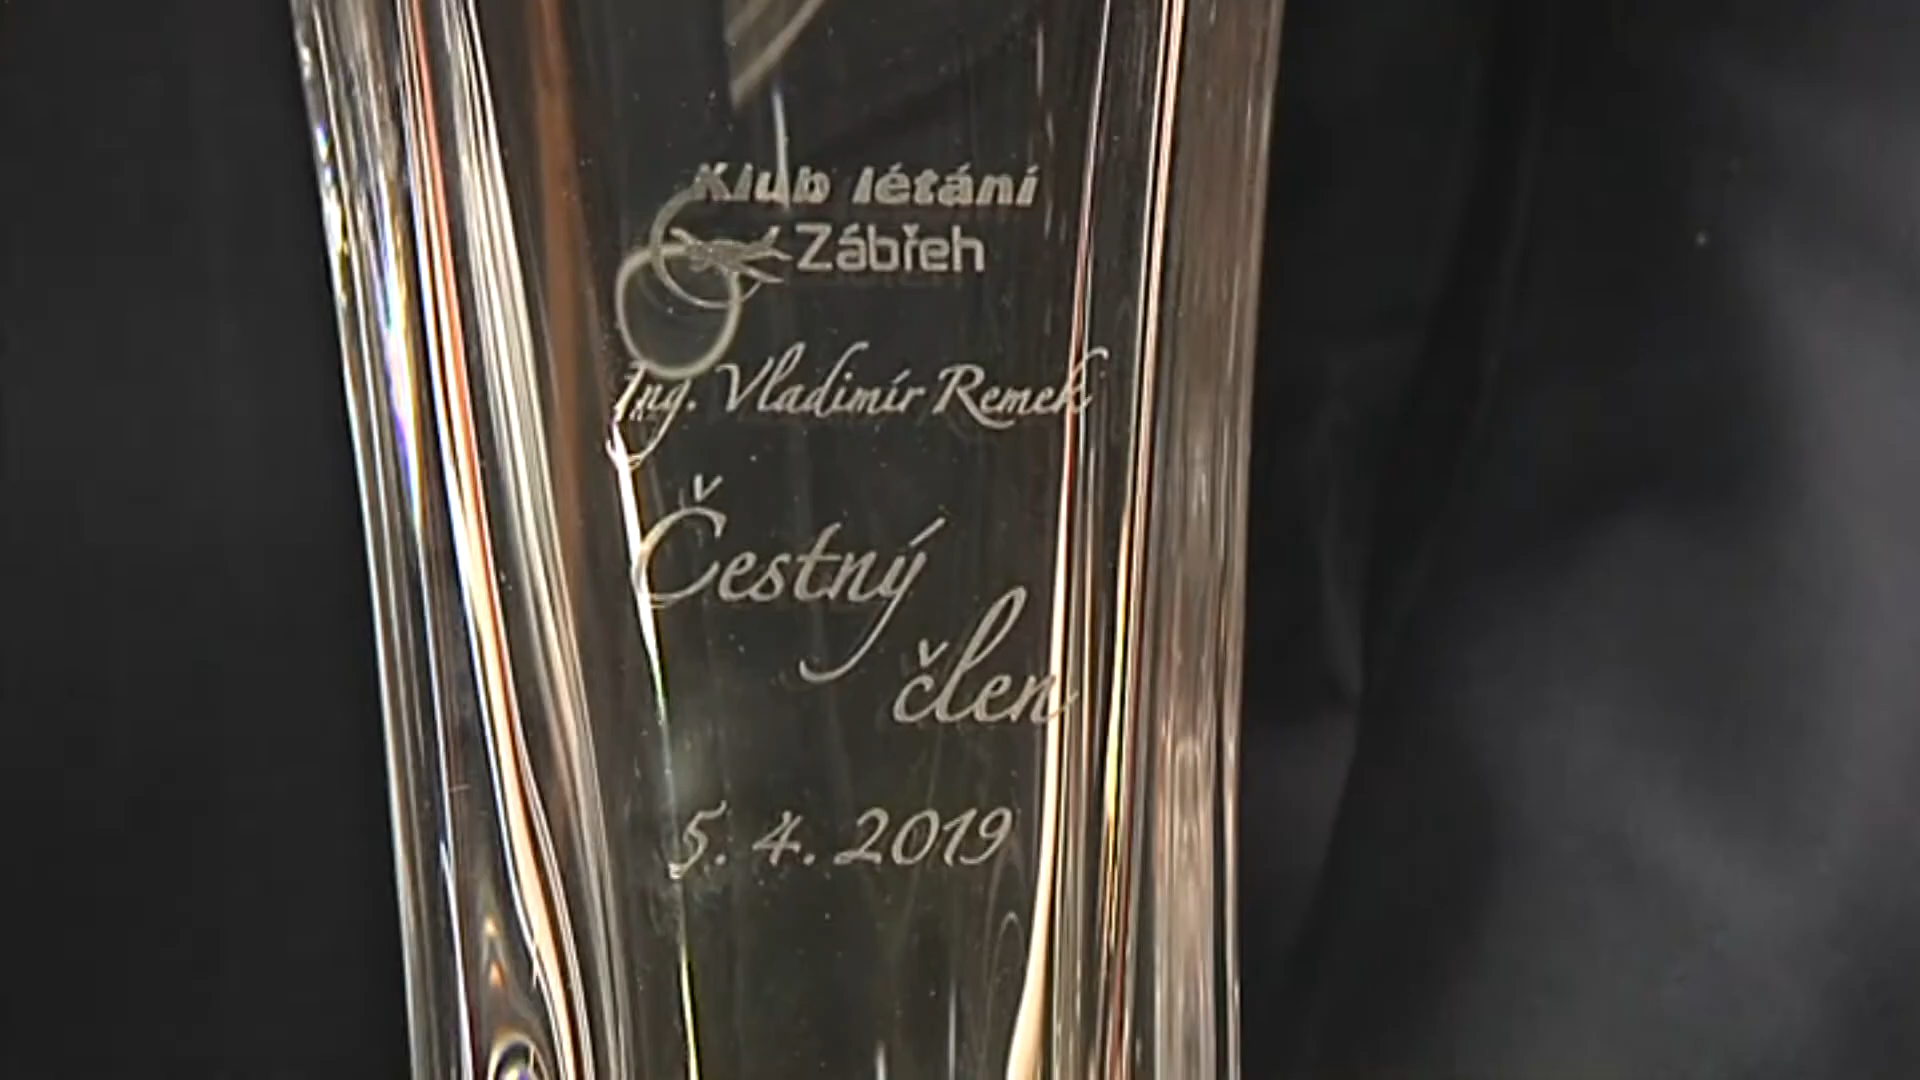 Klub létání
Zábřeh
Ing. Vladimír Remek
Čestný
člen
5. 4. 2019